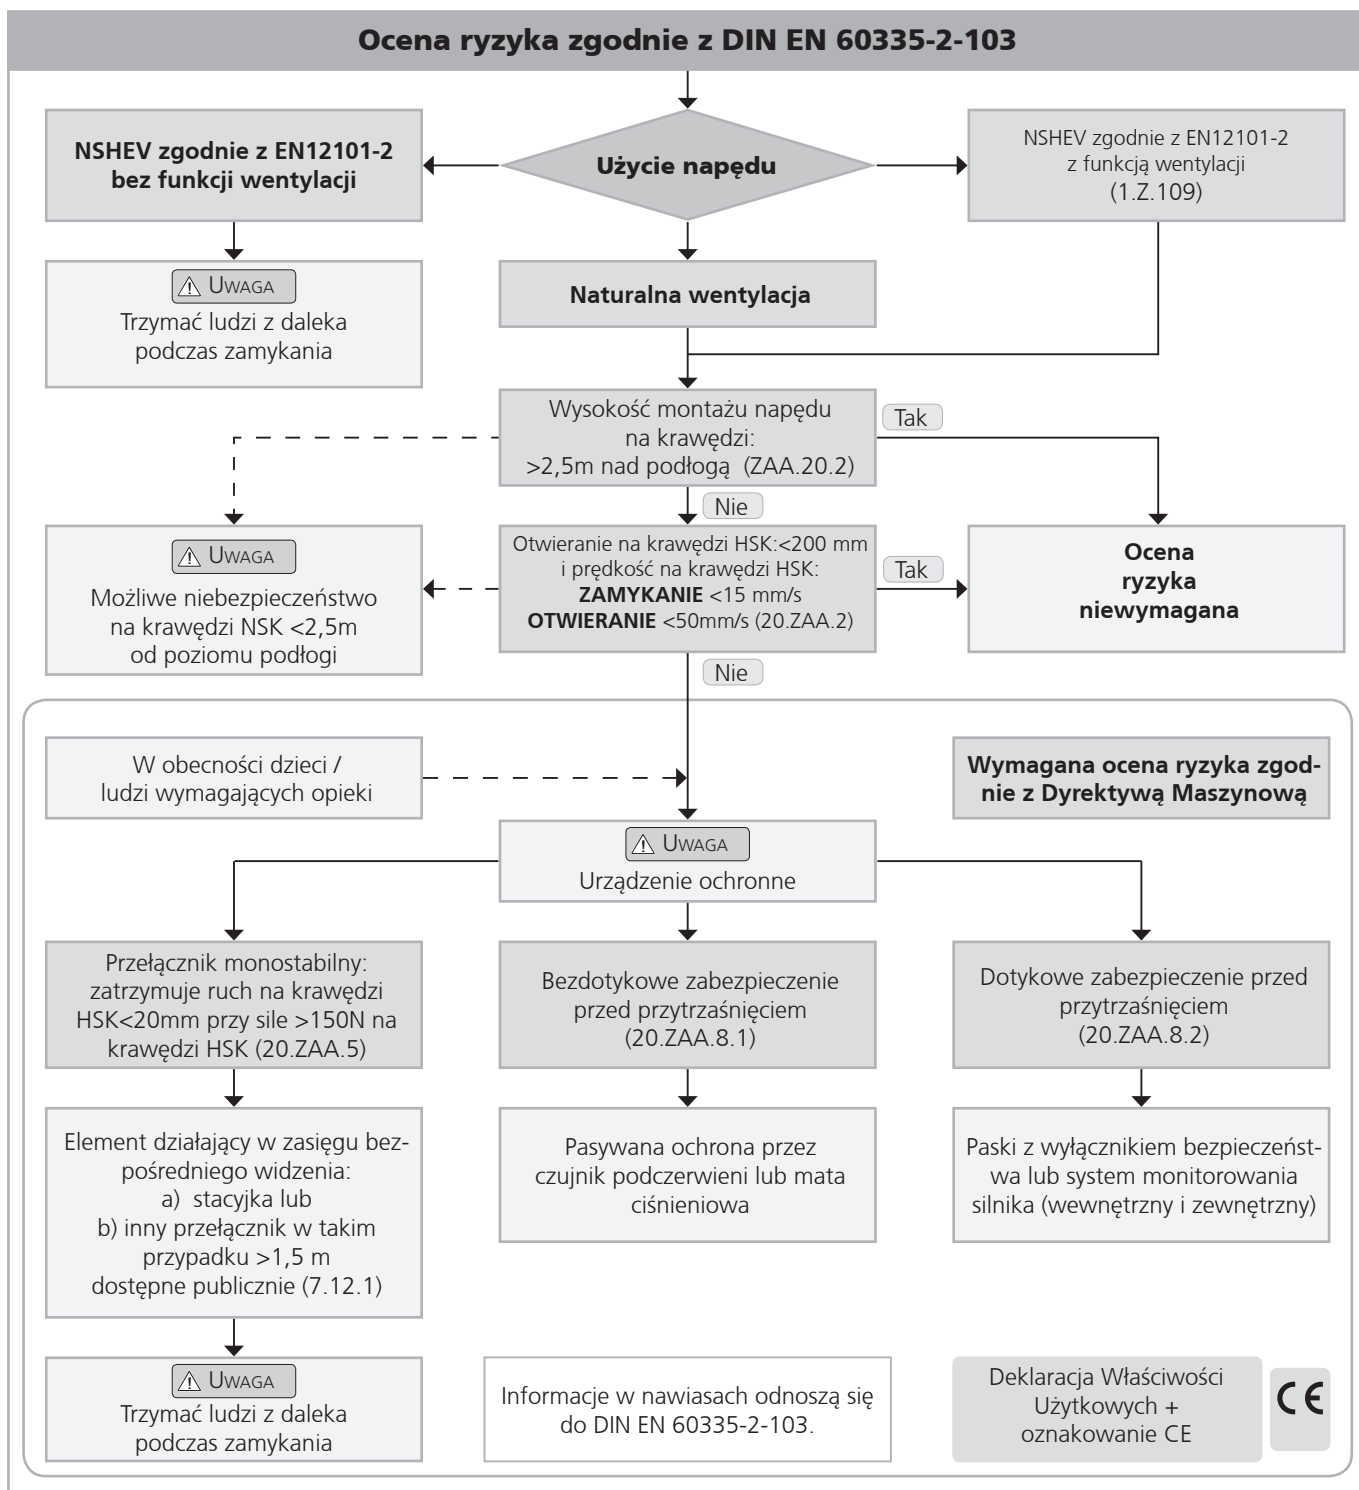 Ocena ryzyka zgodnie z DIN EN 60335-2-103
NSHEV zgodnie z EN12101-2
bez funkcji wentylacji
Użycie napędu
NSHEV zgodnie z EN12101-2
z funkcją wentylacji
(1.Z.109)
UWAGA
Trzymać ludzi z daleka
podczas zamykania
Naturalna wentylacja
Wysokość montażu napędu
na krawędzi:
>2,5m nad podłogą (ZAA.20.2)
Tak
Nie
UWAGA
Możliwe niebezpieczeństwo
na krawędzi NSK <2,5m
od poziomu podłogi
Otwieranie na krawędzi HSK:<200 mm
i prędkość na krawędzi HSK:
ZAMYKANIE <15 mm/s
OTWIERANIE <50mm/s (20.ZAA.2)
Tak
Ocena
ryzyka
niewymagana
Nie
W obecności dzieci /
ludzi wymagających opieki
Wymagana ocena ryzyka zgod-
nie z Dyrektywą Maszynową
UWAGA
Urządzenie ochronne
Przełącznik monostabilny:
zatrzymuje ruch na krawędzi
HSK<20mm przy sile >150N na
krawędzi HSK (20.ZAA.5)
Bezdotykowe zabezpieczenie
przed przytrzaśnięciem
(20.ZAA.8.1)
Dotykowe zabezpieczenie przed
przytrzaśnięciem
(20.ZAA.8.2)
Element działający w zasięgu bez-
pośredniego widzenia:
a) stacyjka lub
b) inny przełącznik w takim
przypadku >1,5 m
dostępne publicznie (7.12.1)
Pasywana ochrona przez
czujnik podczerwieni lub mata
ciśnieniowa
Paski z wyłącznikiem bezpieczeńst-
wa lub system monitorowania
silnika (wewnętrzny i zewnętrzny)
UWAGA
Trzymać ludzi z daleka
podczas zamykania
Informacje w nawiasach odnoszą się
do DIN EN 60335-2-103.
Deklaracja Właściwości
Użytkowych +
oznakowanie CE
CE